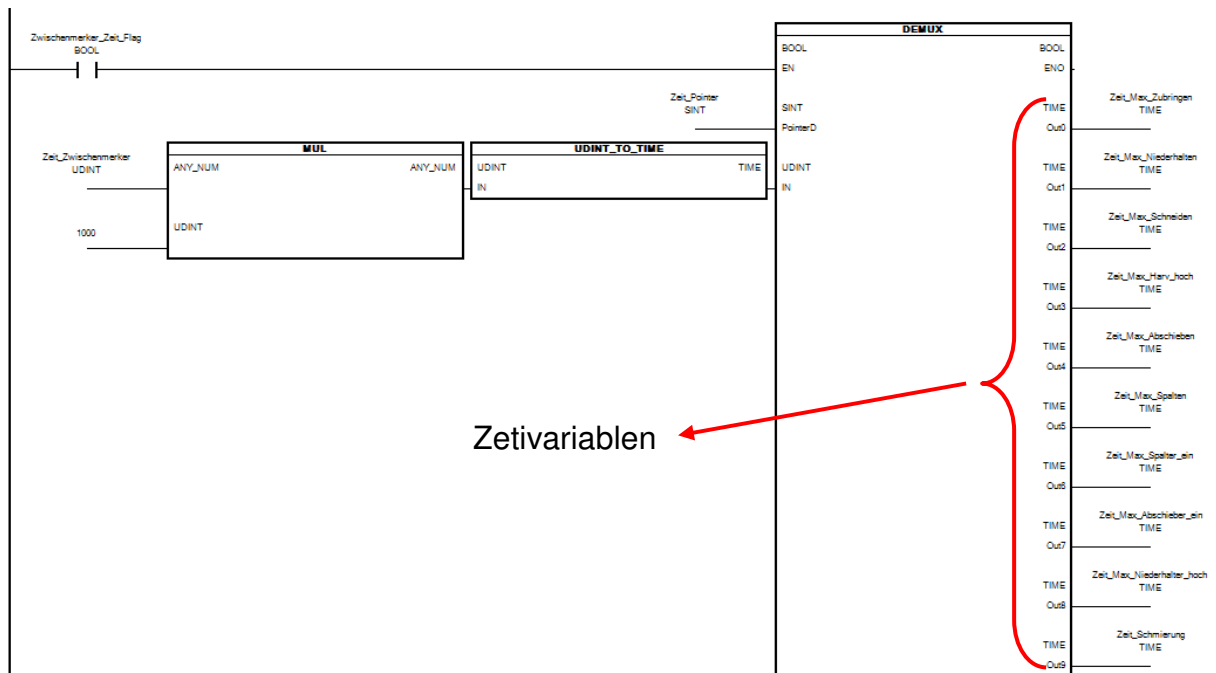 DEMUX
Zwischenmerker_Zeit_Flag
BOOL
BOOL
BOOL
EN
ENO
Zeit_Pointer
SINT
SINT
PointerD
TIME
Out0
Zeit_Max_Zubringen
TIME
Zeit_Zwischenmerker
UDINT
MUL
ANY_NUM
ANY_NUM
UDINT
1000
UDINT_TO_TIME
UDINT
TIME
IN
UDINT
IN
TIME
Out1
Zeit_Max_Niederhalten
TIME
TIME
Out2
Zeit_Max_Schneiden
TIME
TIME
Out3
Zeit_Max_Harv_hoch
TIME
TIME
Out4
Zeit_Max_Abschieben
TIME
Zetivariablen
TIME
Out5
Zeit_Max_Spalten
TIME
TIME
Out6
Zeit_Max_Spalter_ein
TIME
TIME
Out7
Zeit_Max_Abschieber_ein
TIME
TIME
Out8
Zeit_Max_Niederhalter_hoch
TIME
TIME
Out9
Zeit_Schmierung
TIME